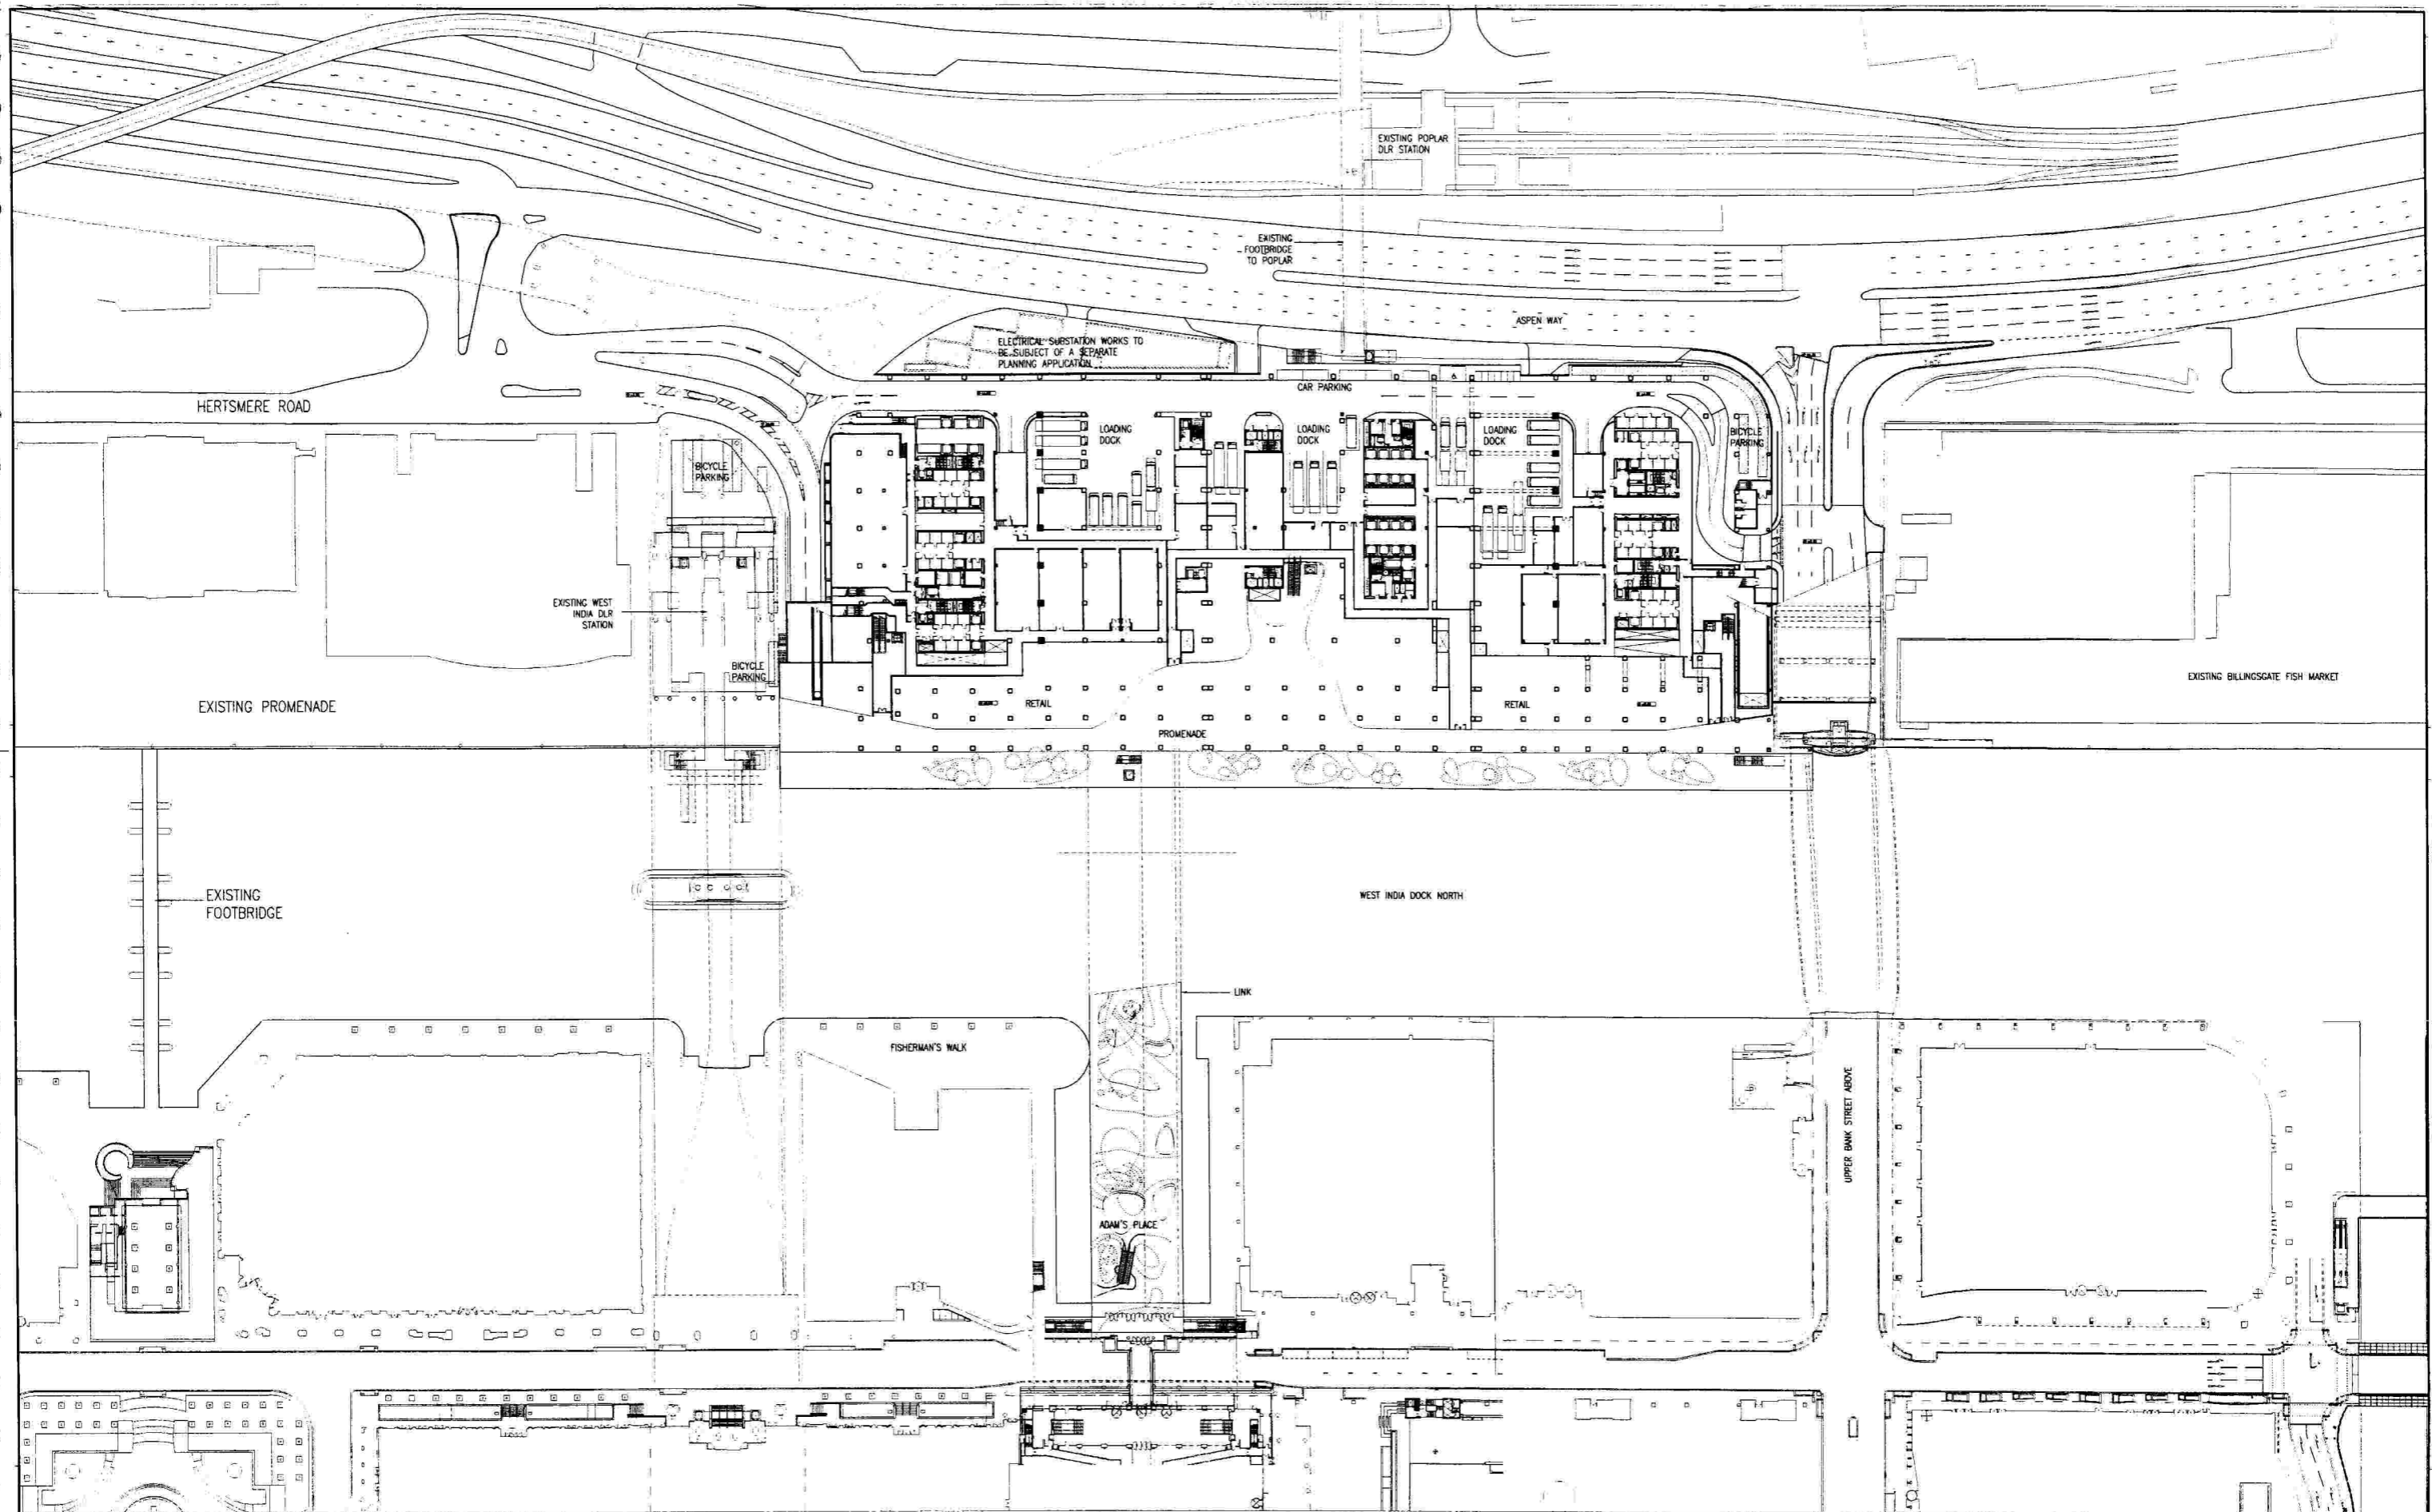 EXISTING POPLAR
DLR STATION
EXISTING
FOOTBRIDGE
TO POPLAR
ASPEN WAY
ELECTRICAL SUBSTATION WORKS TO
BE SUBJECT OF A SEPARATE
PLANNING APPLICATION
CAR PARKING
HERTSMERE ROAD
LOADING
DOCK
LOADING
DOCK
LOADING
DOCK
BICYCLE
PARKING
BICYCLE
PARKING
EXISTING WEST
INDIA DLR
STATION
BICYCLE
PARKING
EXISTING BILLINGSGATE FISH MARKET
EXISTING PROMENADE
RETAIL
RETAIL
PROMENADE
EXISTING
FOOTBRIDGE
WEST INDIA DOCK NORTH
LINK
FISHERMAN'S WALK
UPPER BANK STREET ABOVE
ADAM'S PLACE